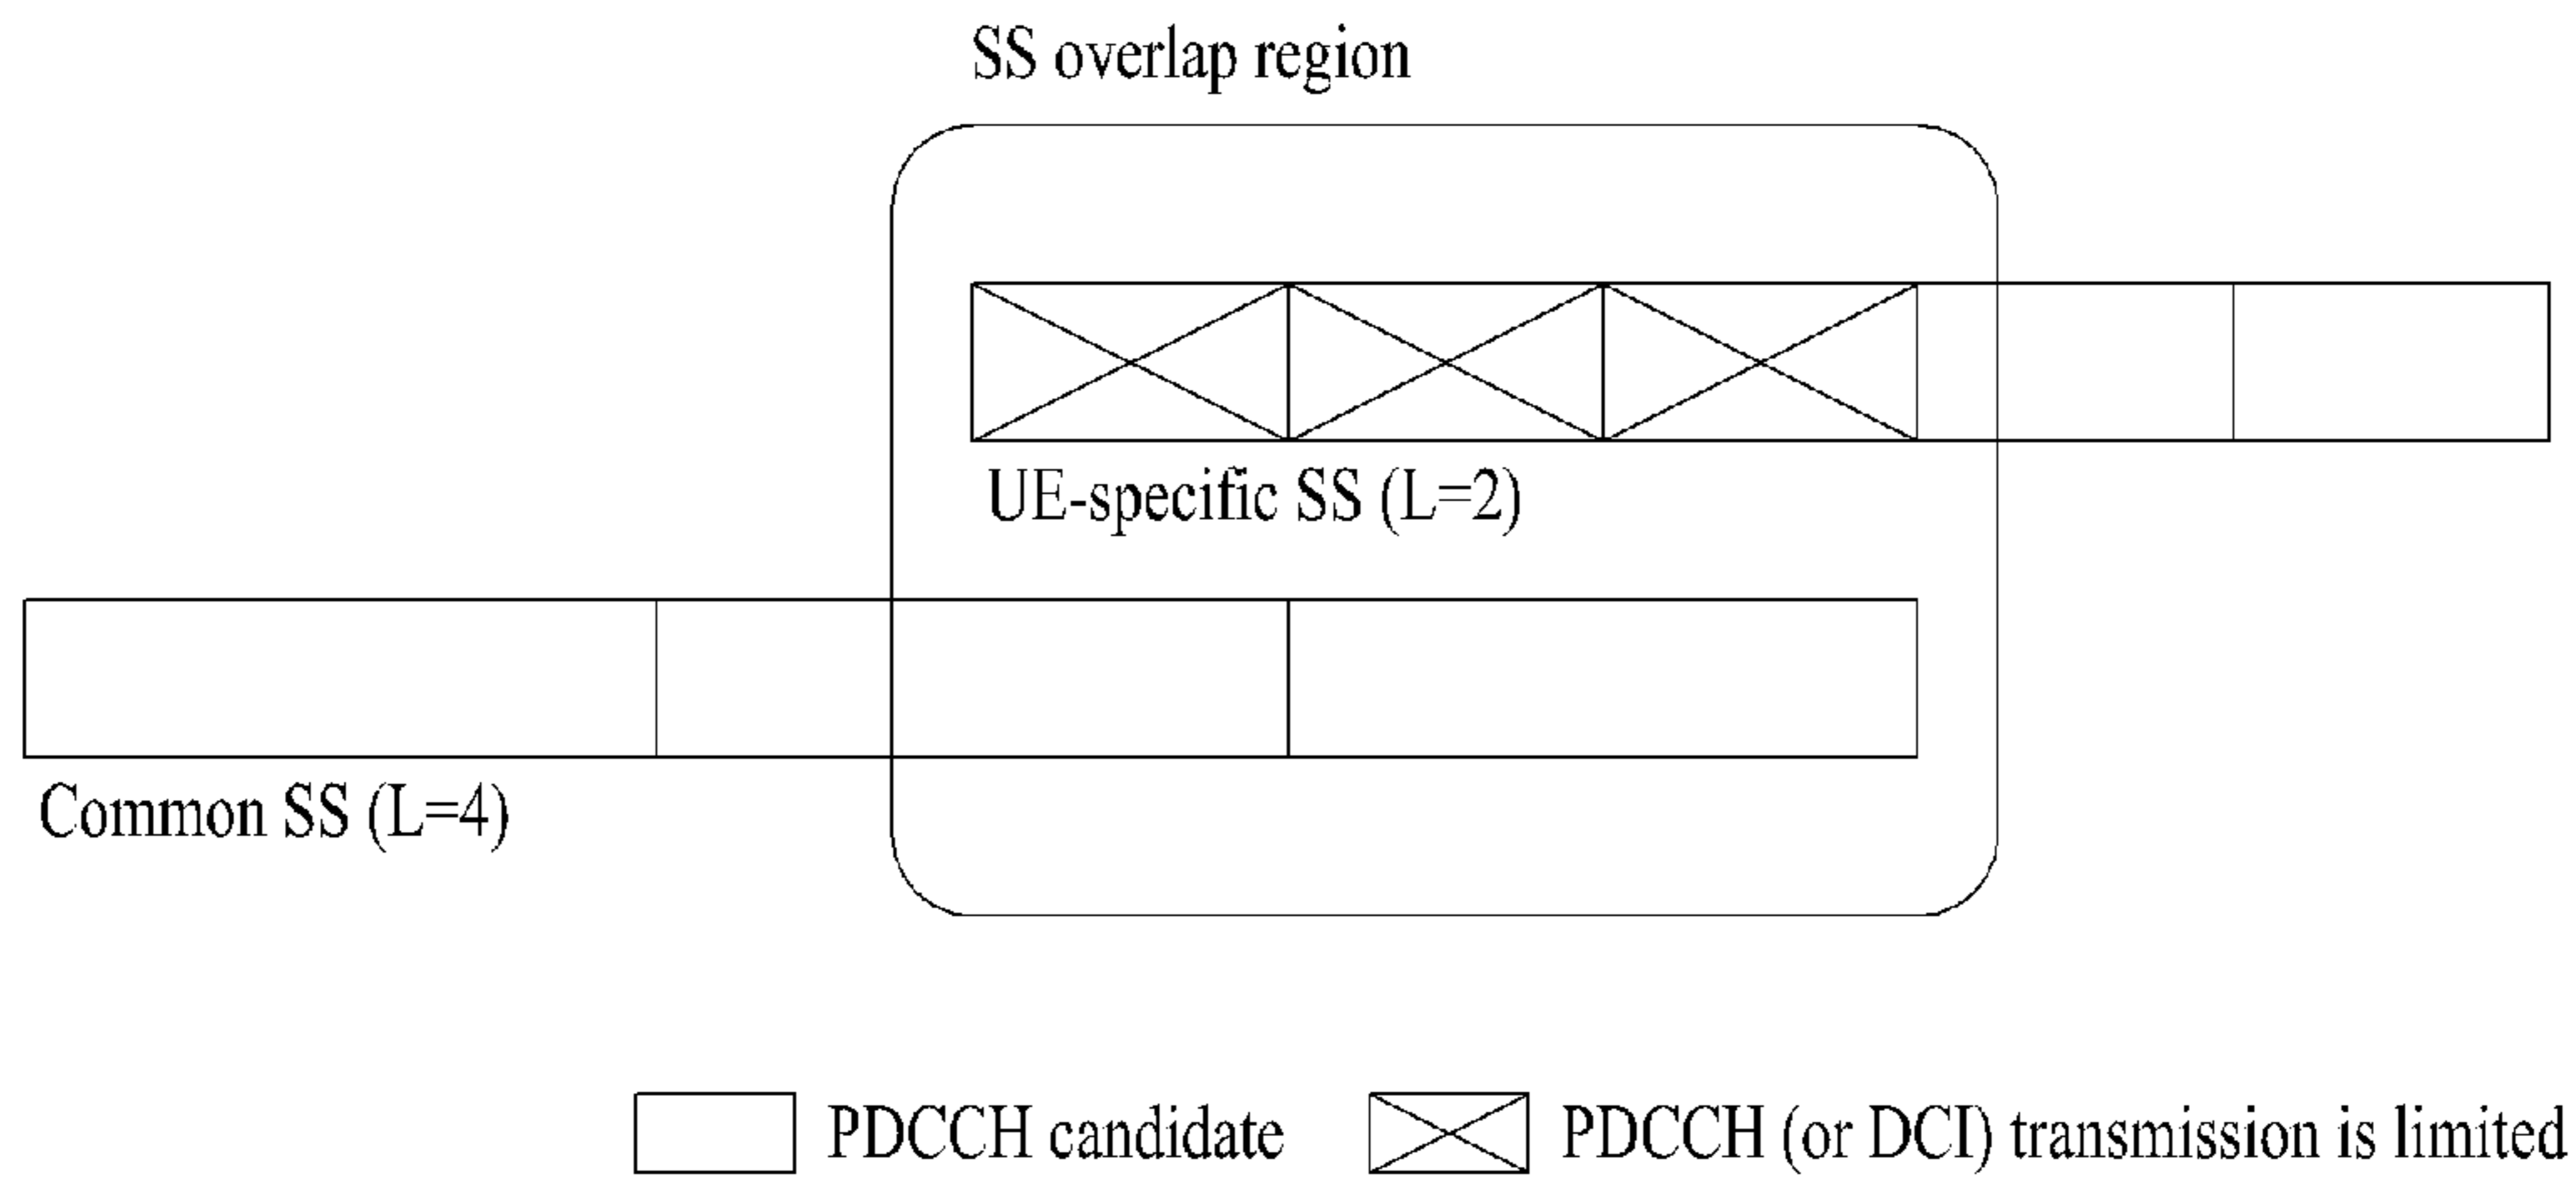 SS overlap region
UE-specific SS (L=2)
Common SS (L=4)
PDCCH candidate
PDCCH (or DCI) transmission is limited